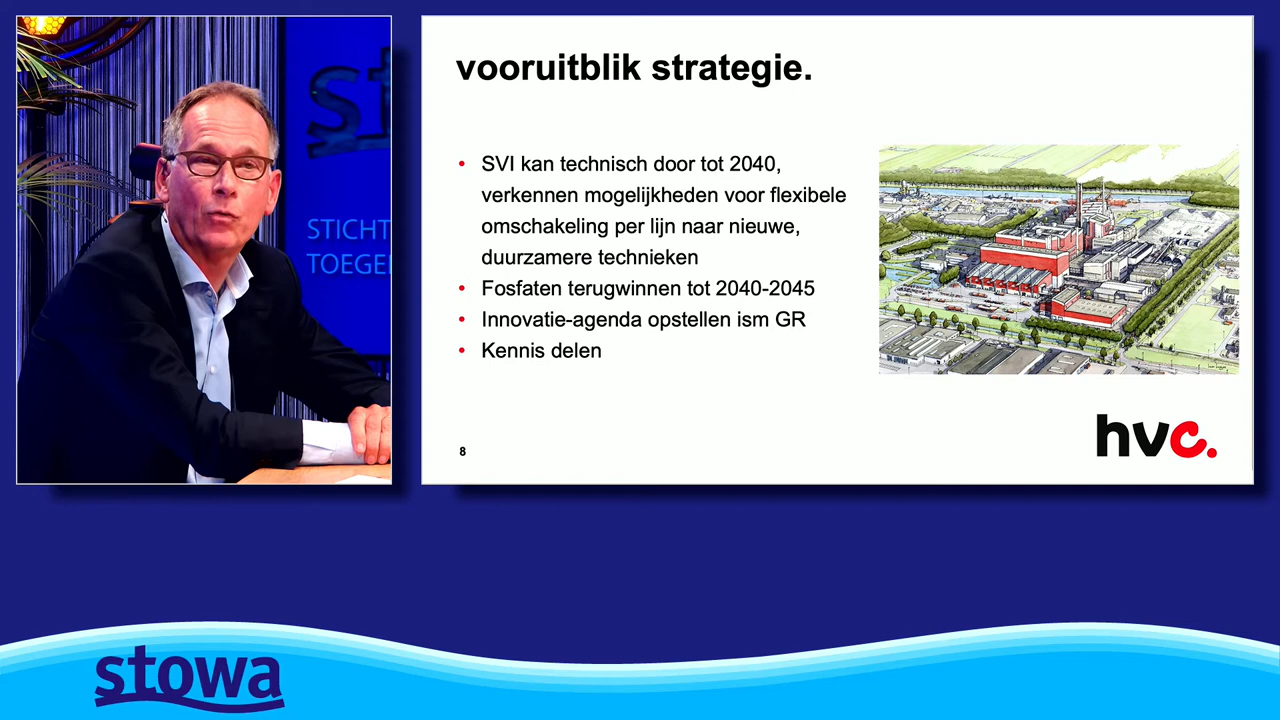 st
STICHT
TOEGE
vooruitblik strategie.
• SVI kan technisch door tot 2040,
verkennen mogelijkheden voor flexibele
omschakeling per lijn naar nieuwe,
duurzamere technieken
• Fosfaten terugwinnen tot 2040-2045
• Innovatie-agenda opstellen ism GR
• Kennis delen
8
hvc.
stowa